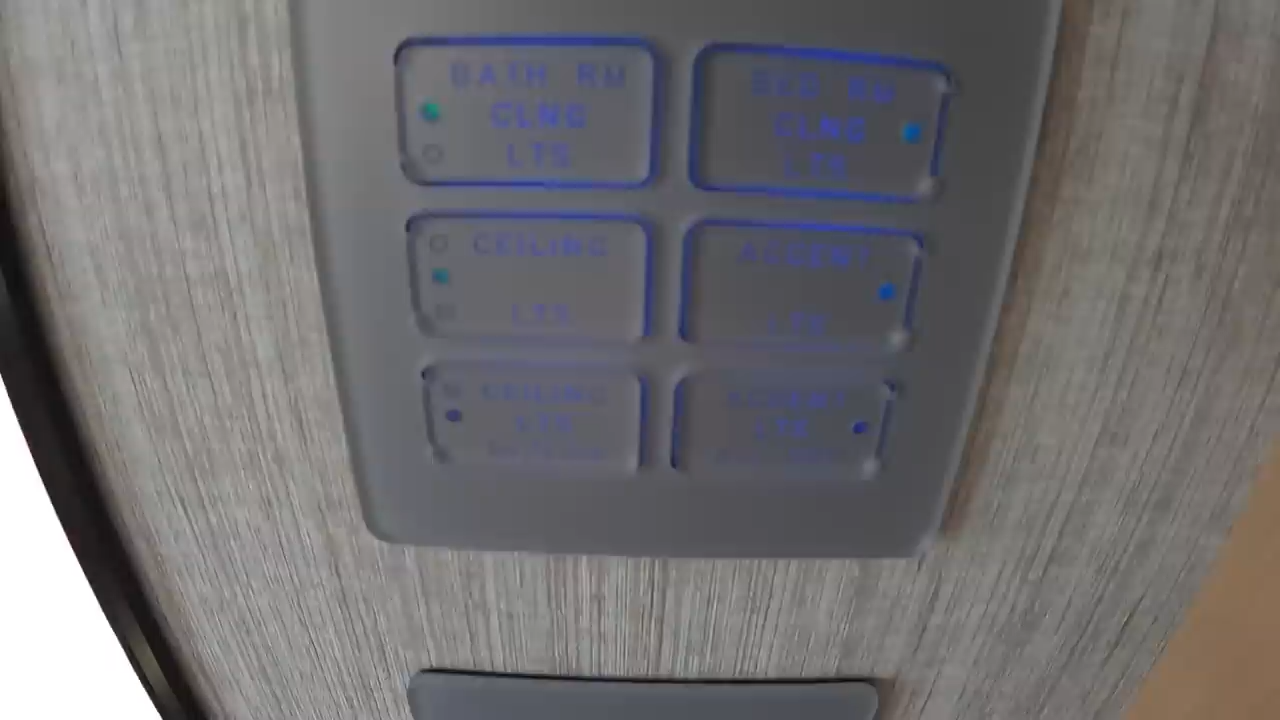 BATH RM
CLNG
LTS
BED RM
CLNG
LTS
CEILING
LTS
ACCENT
LTS
CEILING
LTS
ACCENT
LTS